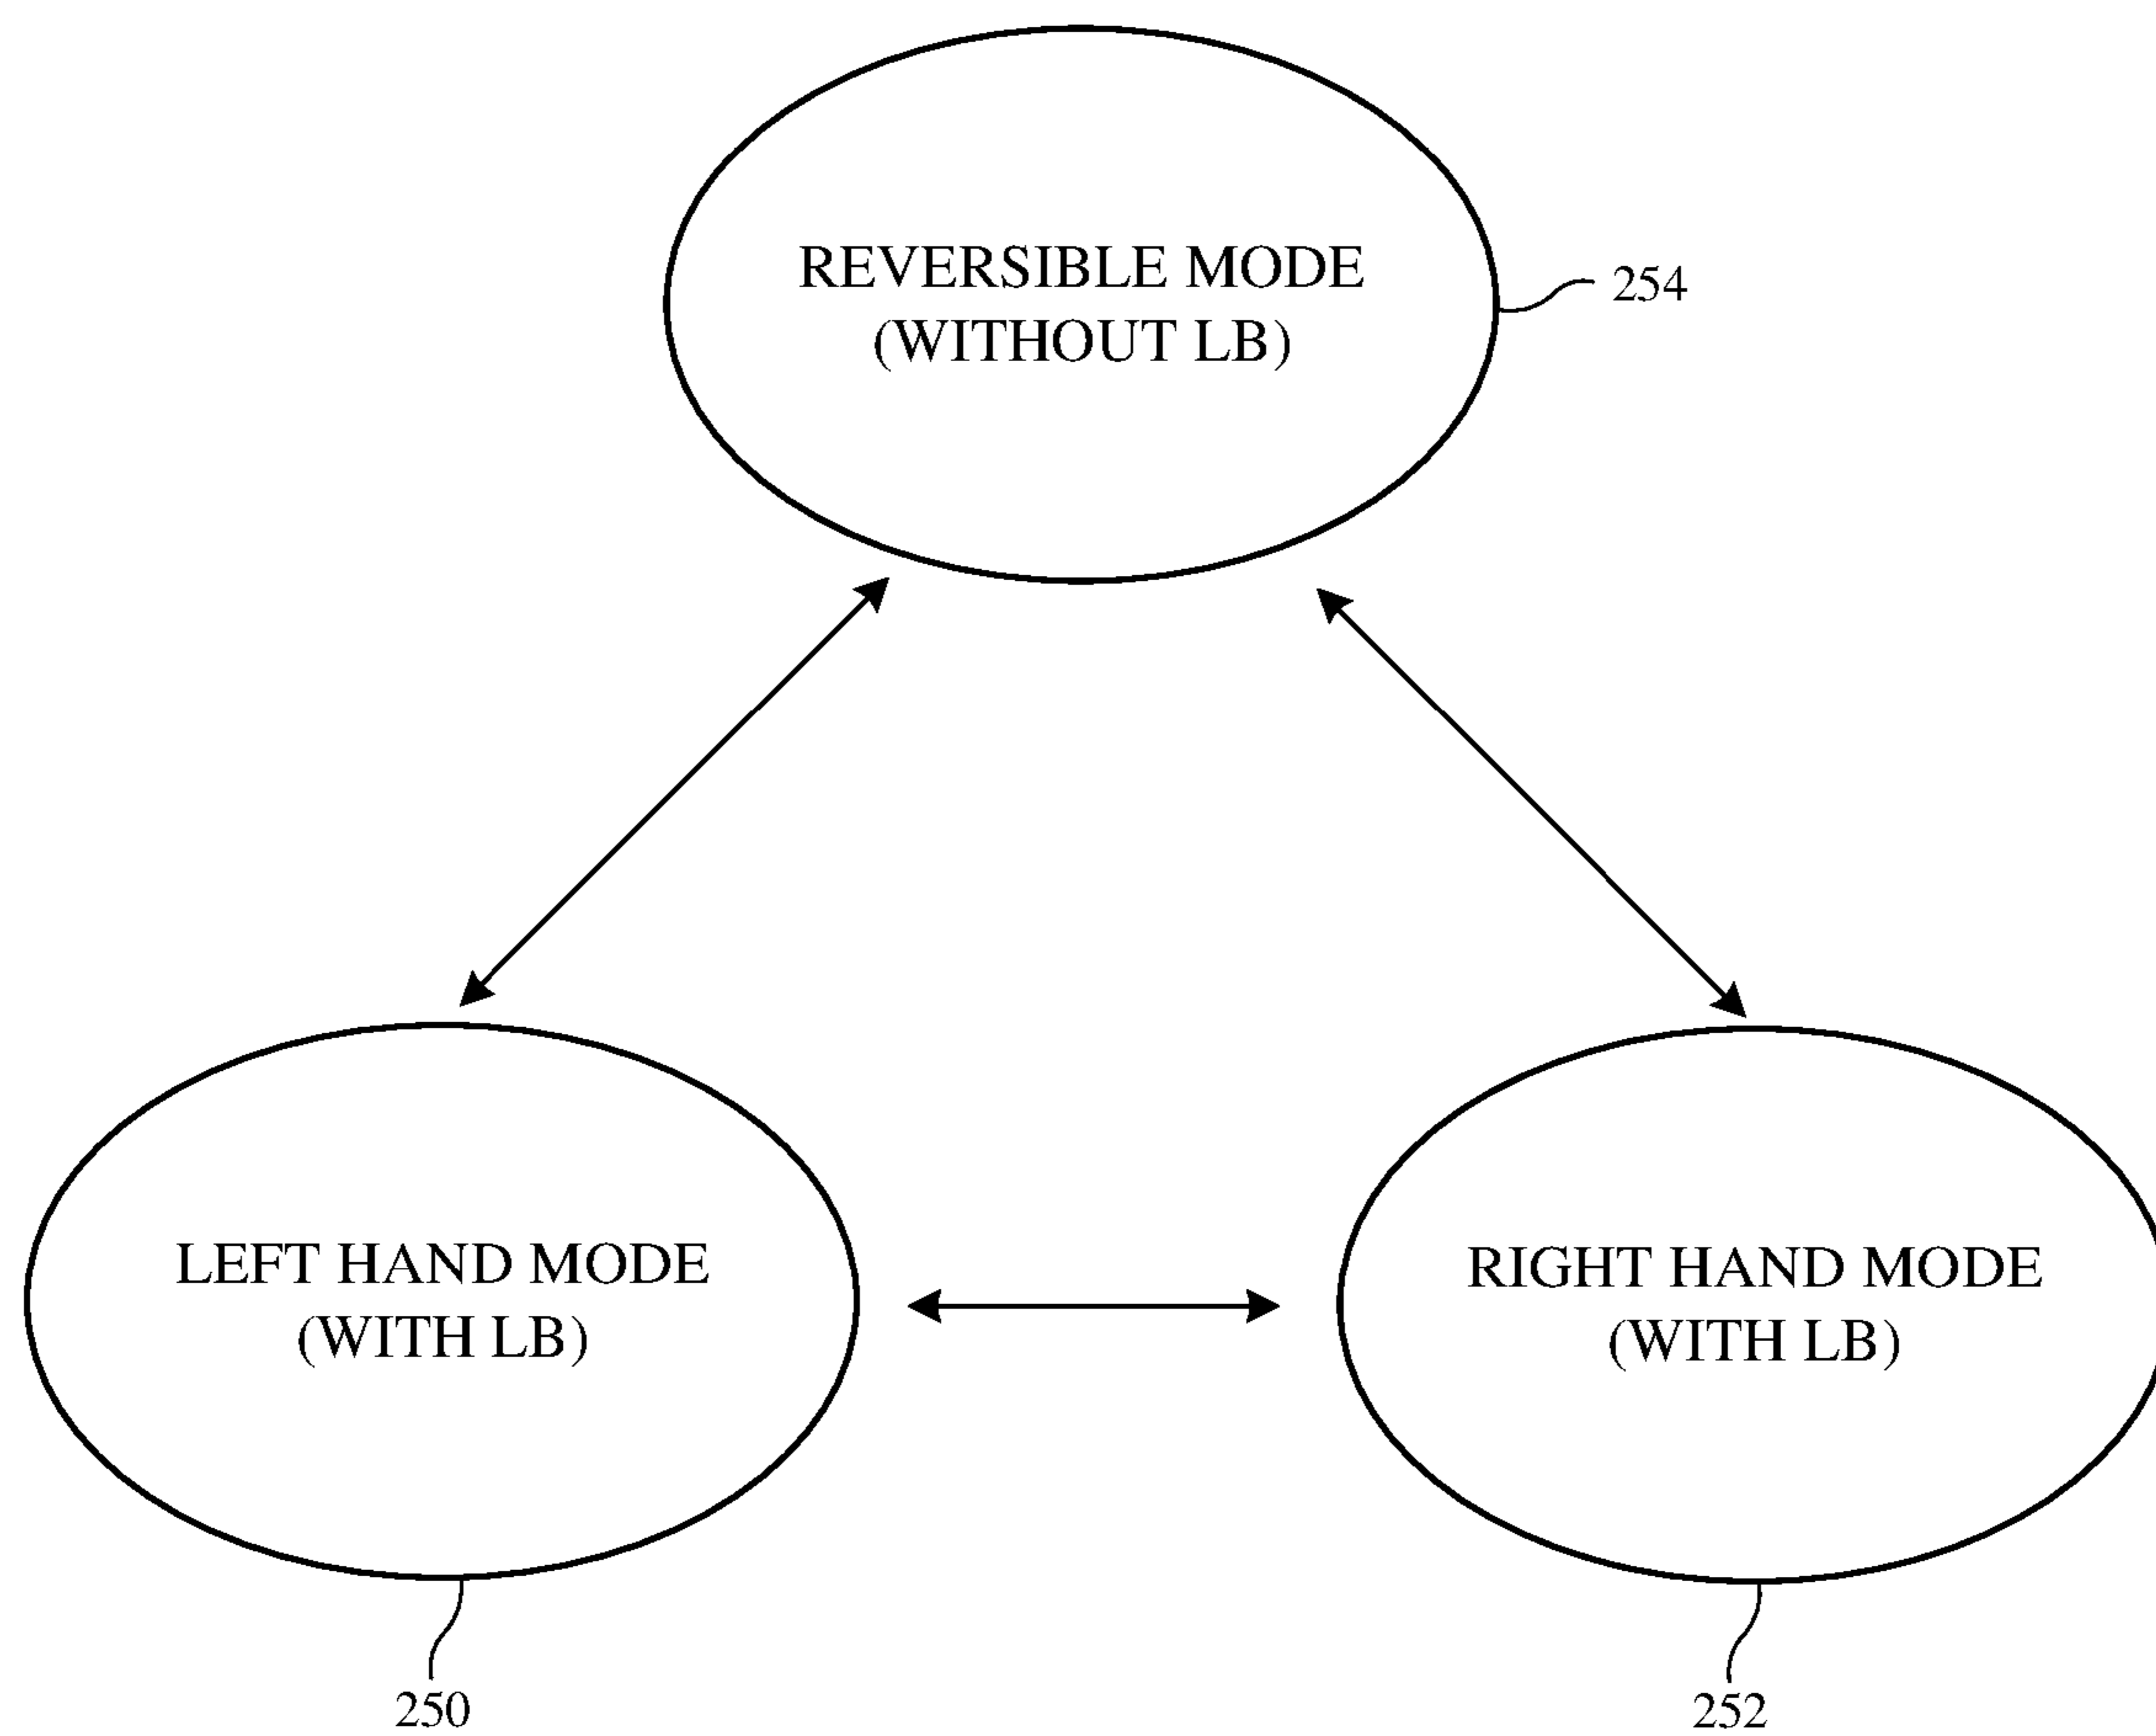 REVERSIBLE MODE
(WITHOUT LB)
254
LEFT HAND MODE
(WITH LB)
RIGHT HAND MODE
(WITH LB)
250
252